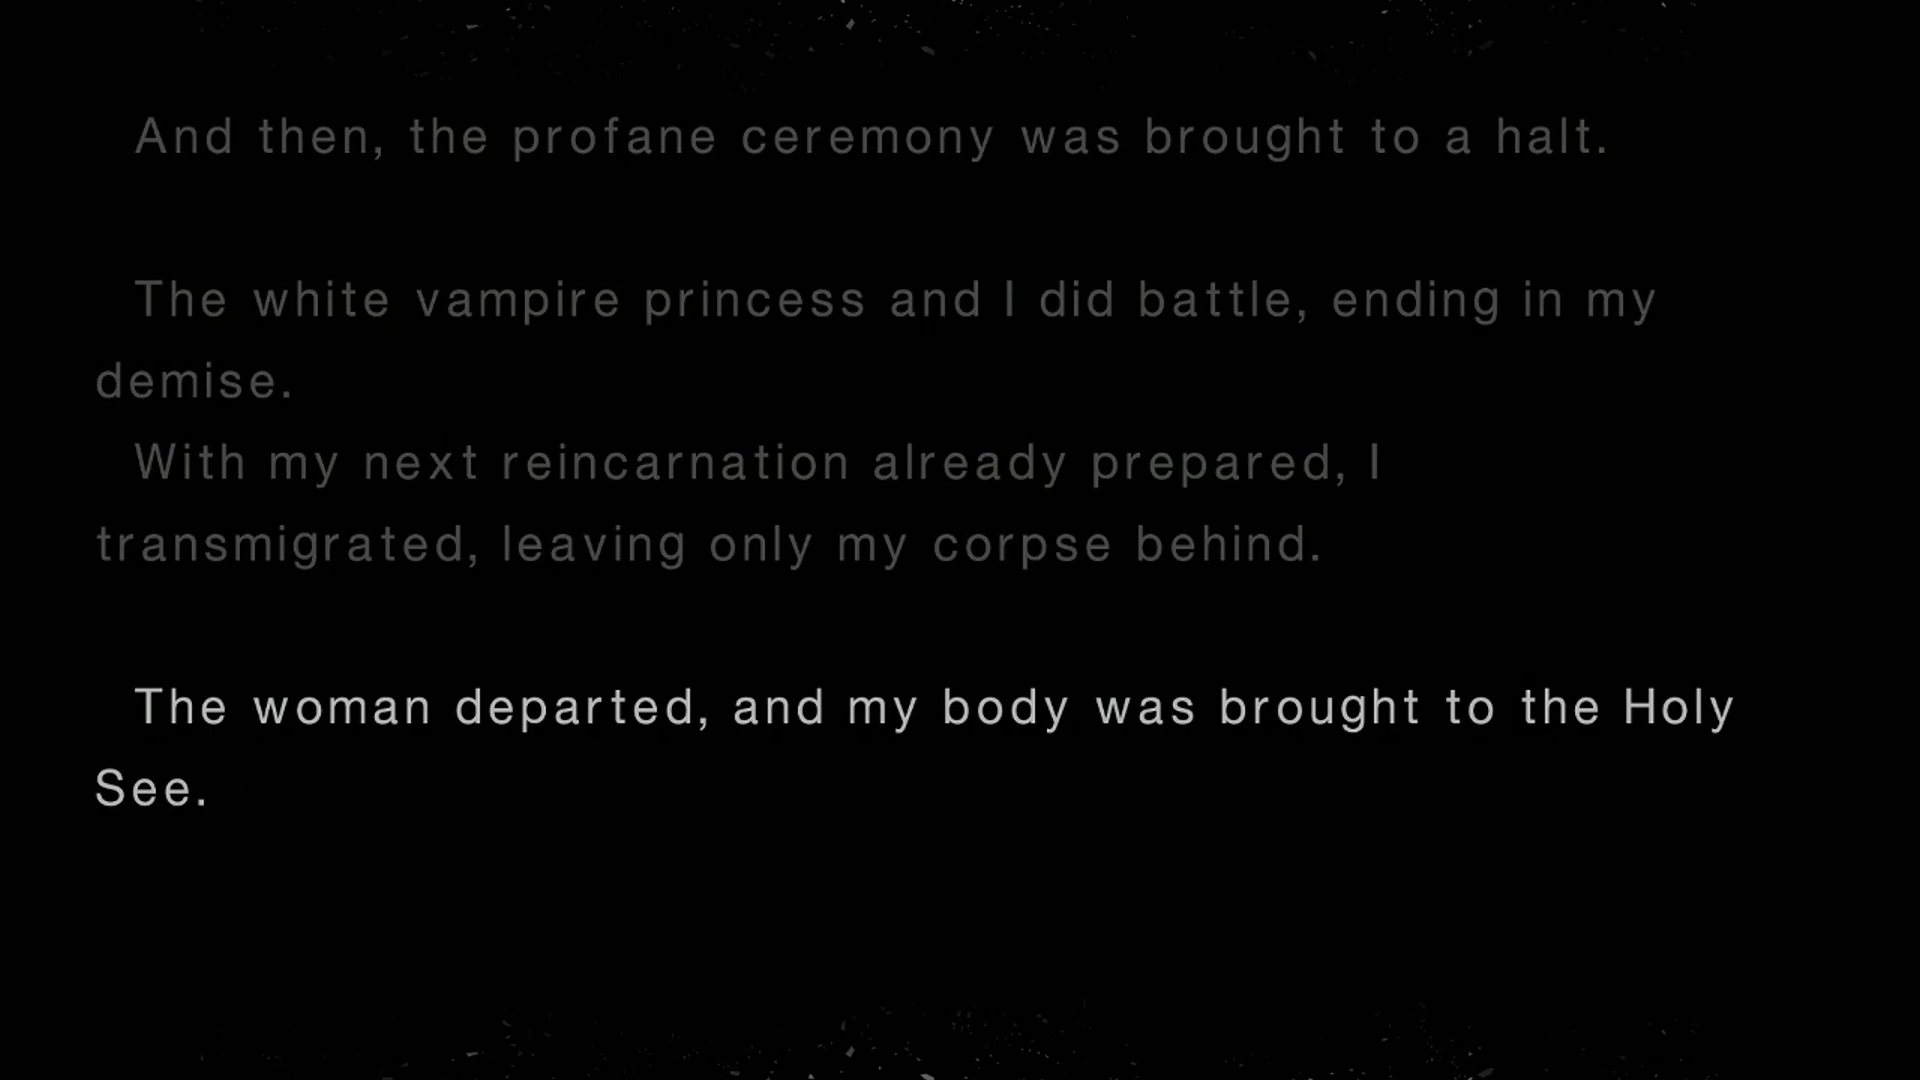 And then, the profane ceremony was brought to a halt.
The white vampire princess and I did battle, ending in my
demise.
With my next reincarnation already prepared, I
transmigrated, leaving only my corpse behind.
The woman departed, and my body was brought to the Holy
See.